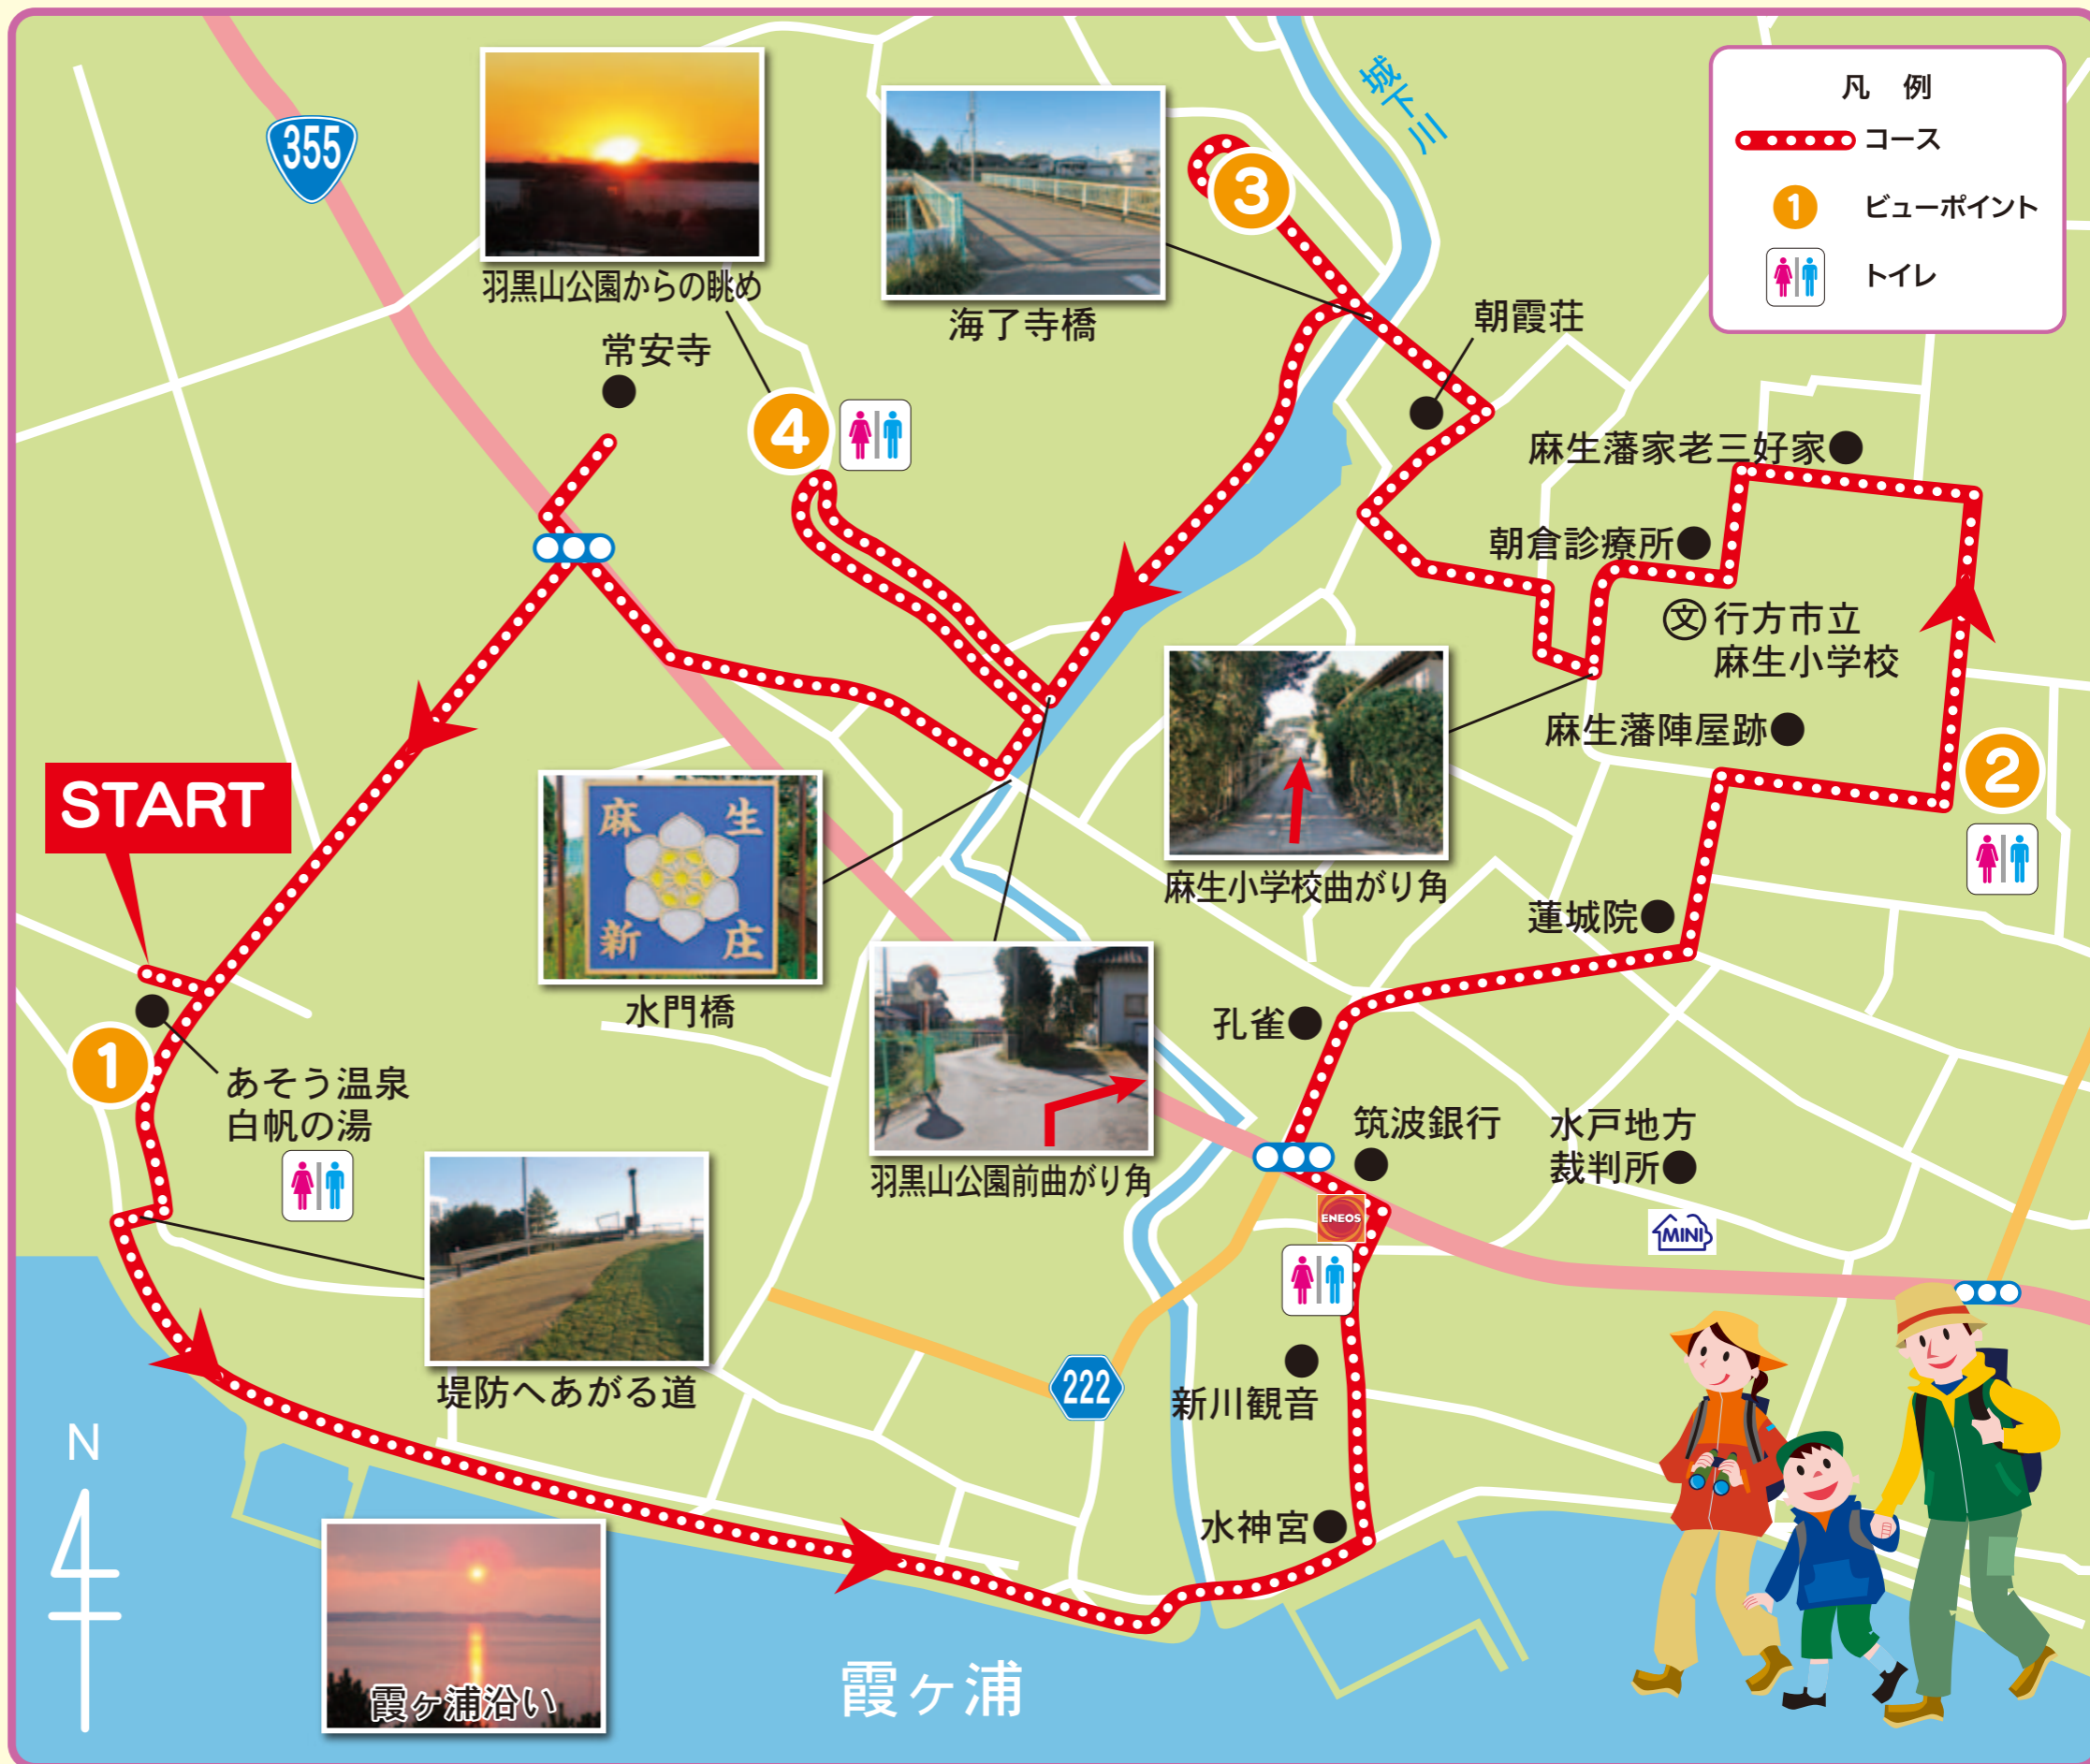 凡 例
コース
1 ビューポイント
トイレ
355
城下川
羽黒山公園からの眺め
海了寺橋
3
朝霞荘
常安寺
4
麻生藩家老三好家
朝倉診療所
文 行方市立
麻生小学校
麻生藩陣屋跡
2
START
麻 生
新 庄
水門橋
麻生小学校曲がり角
蓮城院
孔雀
1
あそう温泉
白帆の湯
羽黒山公園前曲がり角
筑波銀行
水戸地方
裁判所
ENEOS
MINI
堤防へあがる道
222
新川観音
N
水神宮
霞ヶ浦沿い
霞ヶ浦